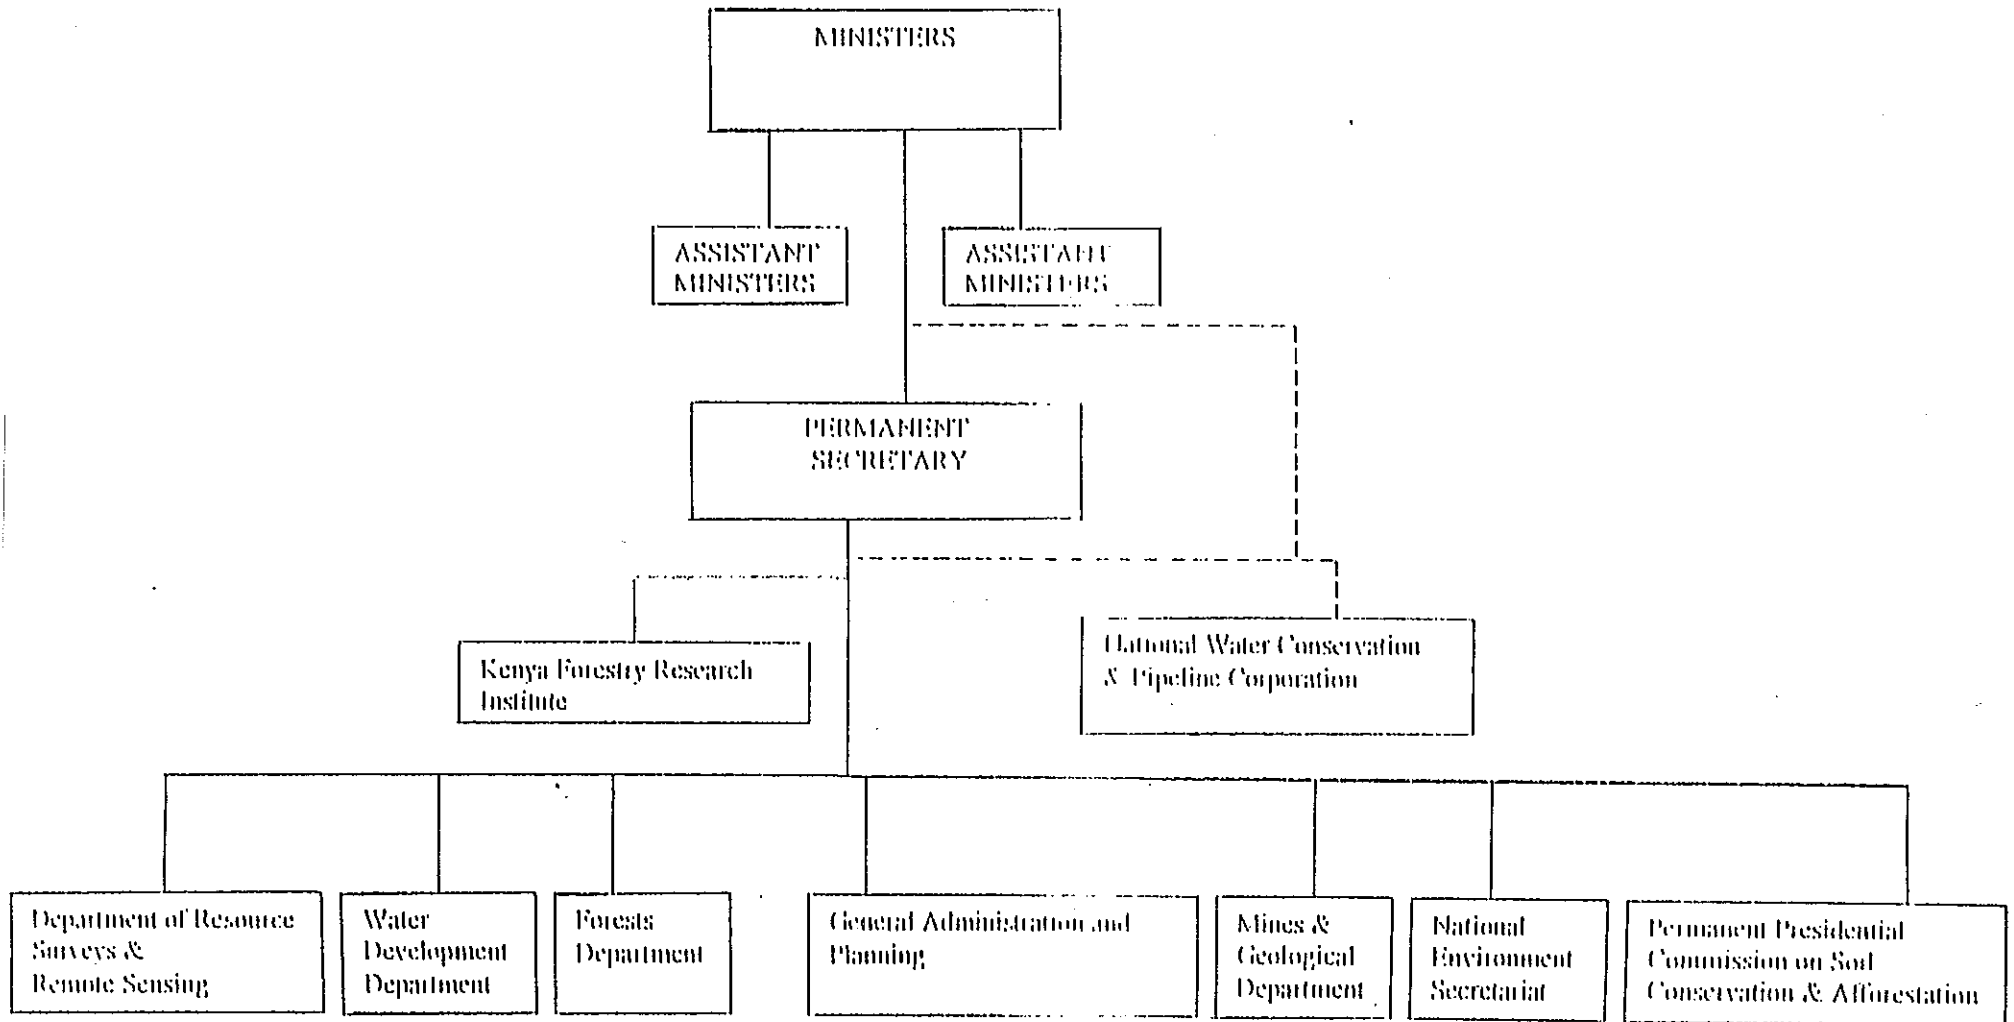 MINISTERS
ASSISTANT
MINISTERS
ASSISTANT
MINISTERS
PERMANENT
SECRETARY
Kenya Forestry Research
Institute
National Water Conservation
& Pipeline Corporation
Department of Resource
Surveys &
Remote Sensing
Water
Development
Department
Forests
Department
General Administration and
Planning
Mines &
Geological
Department
National
Environment
Secretariat
Permanent Presidential
Commission on Soil
Conservation & Afforestation